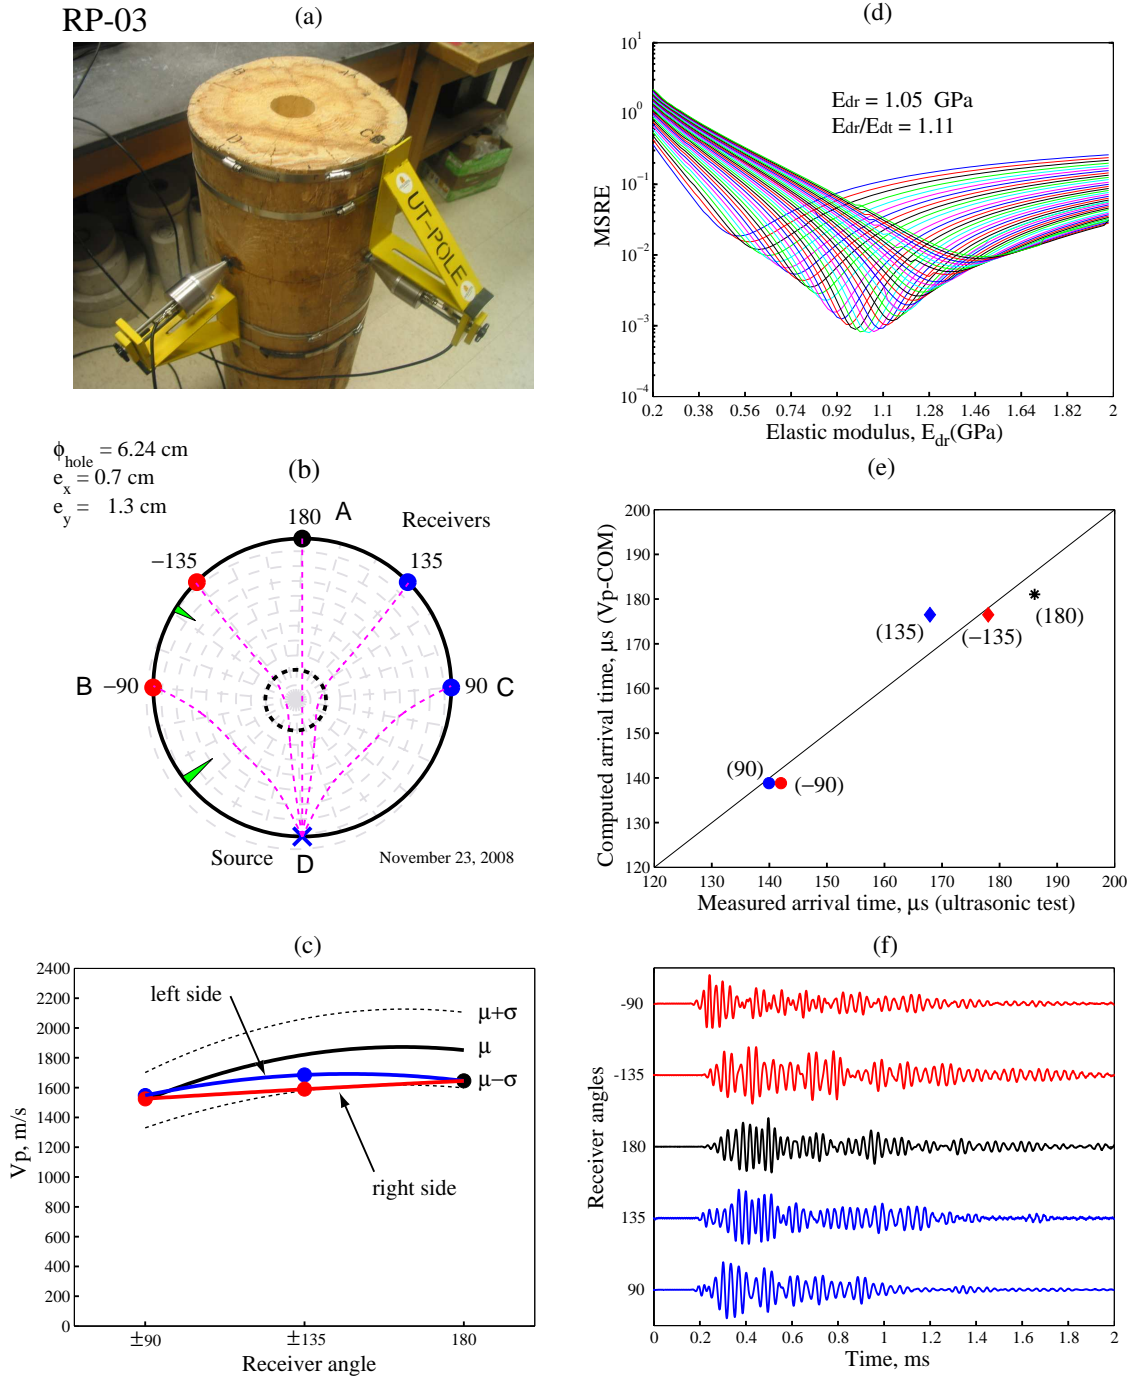 RP-03
(a)
A
C
D
UT-POLE
ϕhole = 6.24 cm
ex = 0.7 cm
ey = 1.3 cm
(b)
180
A
Receivers
−135
135
B
−90
90
C
Source
D
November 23, 2008
(c)
2400
2200
2000
1800
1600
1400
1200
1000
800
600
400
200
0
Vp, m/s
left side
μ+σ
μ
μ−σ
right side
±90
±135
180
Receiver angle
(d)
10^1
10^0
10^−1
10^−2
10^−3
10^−4
MSRE
Edr = 1.05 GPa
Edr/Edt = 1.11
0.2 0.38 0.56 0.74 0.92 1.1 1.28 1.46 1.64 1.82 2
Elastic modulus, Edr(GPa)
(e)
200
190
180
170
160
150
140
130
120
Computed arrival time, μs (Vp-COM)
(135)
(−135)
(180)
(90)
(−90)
120 130 140 150 160 170 180 190 200
Measured arrival time, μs (ultrasonic test)
(f)
-90
-135
180
135
90
Receiver angles
0 0.2 0.4 0.6 0.8 1 1.2 1.4 1.6 1.8 2
Time, ms